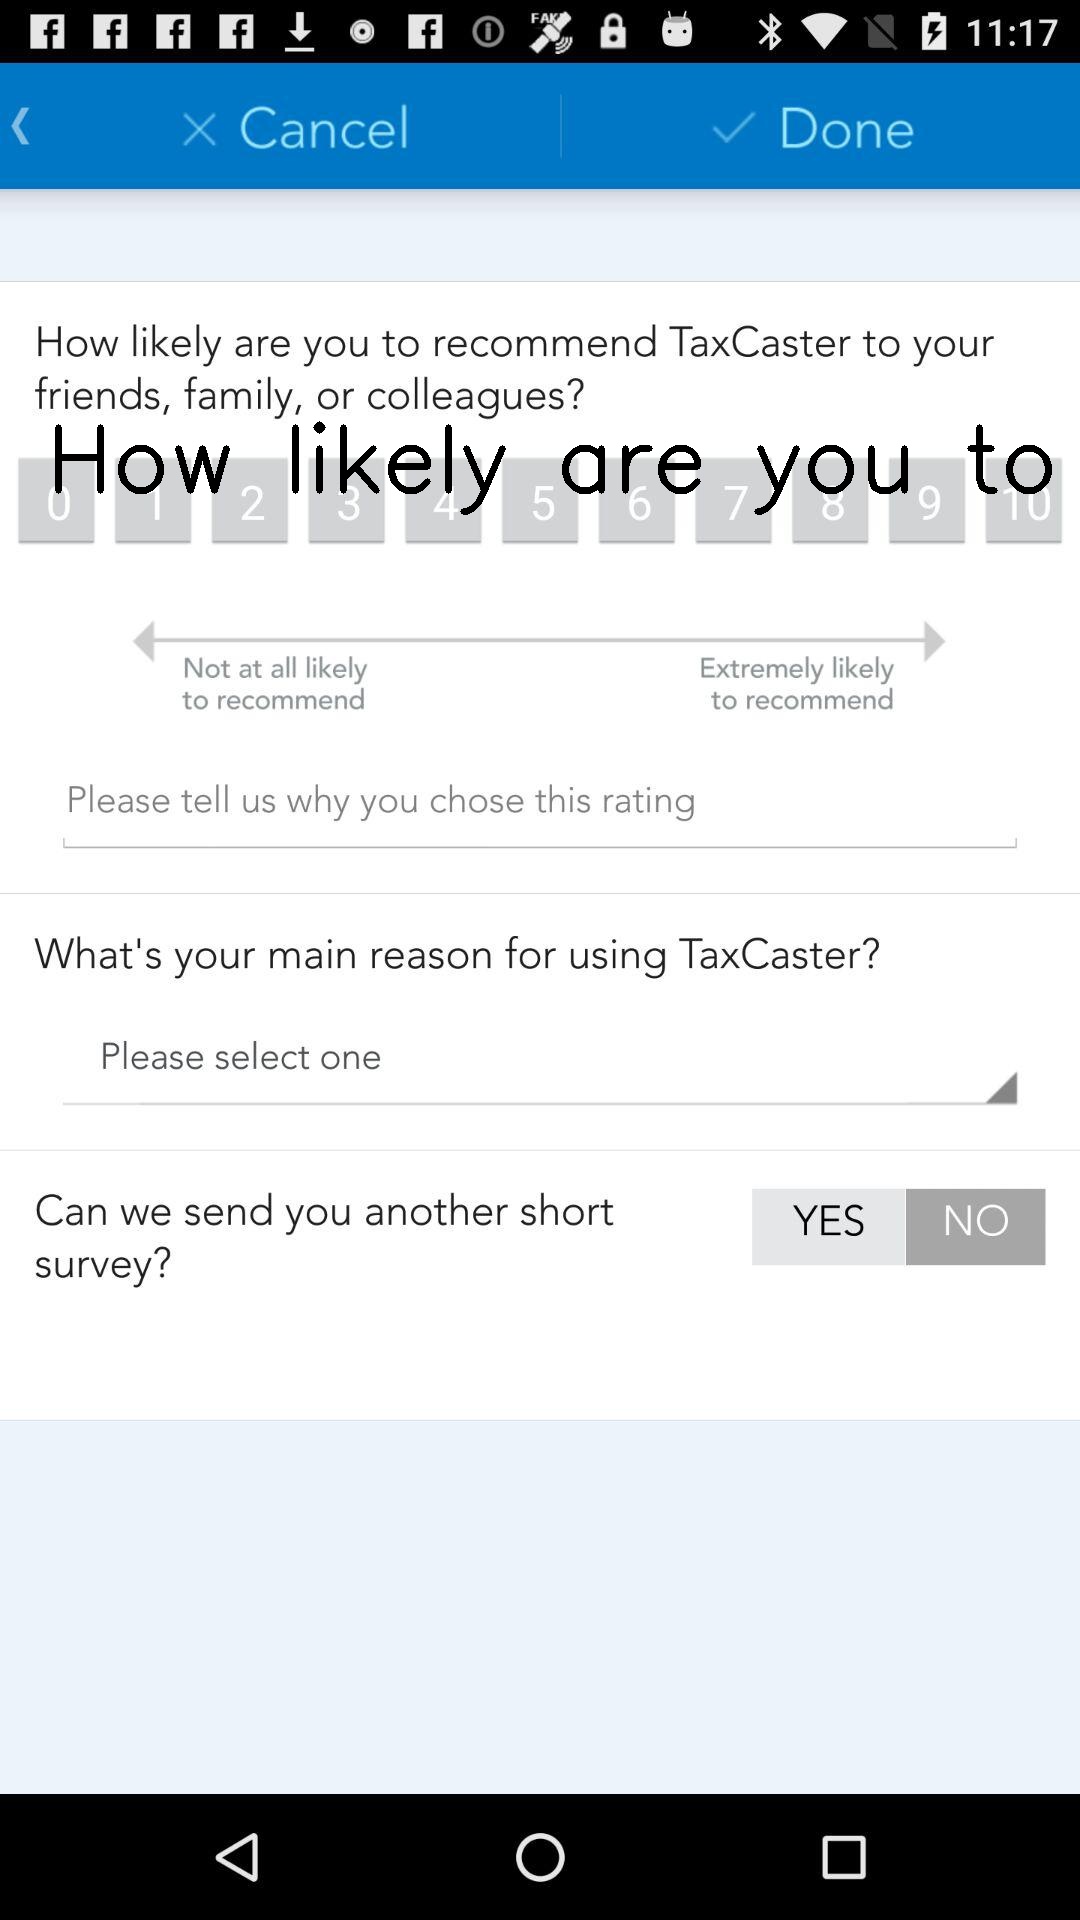 FAKE
11:17
Cancel
Done
How likely are you to recommend TaxCaster to your
friends, family, or colleagues?
How likely are you to
0 1 2 3 4 5 6 7 8 9 10
Not at all likely
to recommend
Extremely likely
to recommend
Please tell us why you chose this rating
What's your main reason for using TaxCaster?
Please select one
Can we send you another short
survey?
YES NO